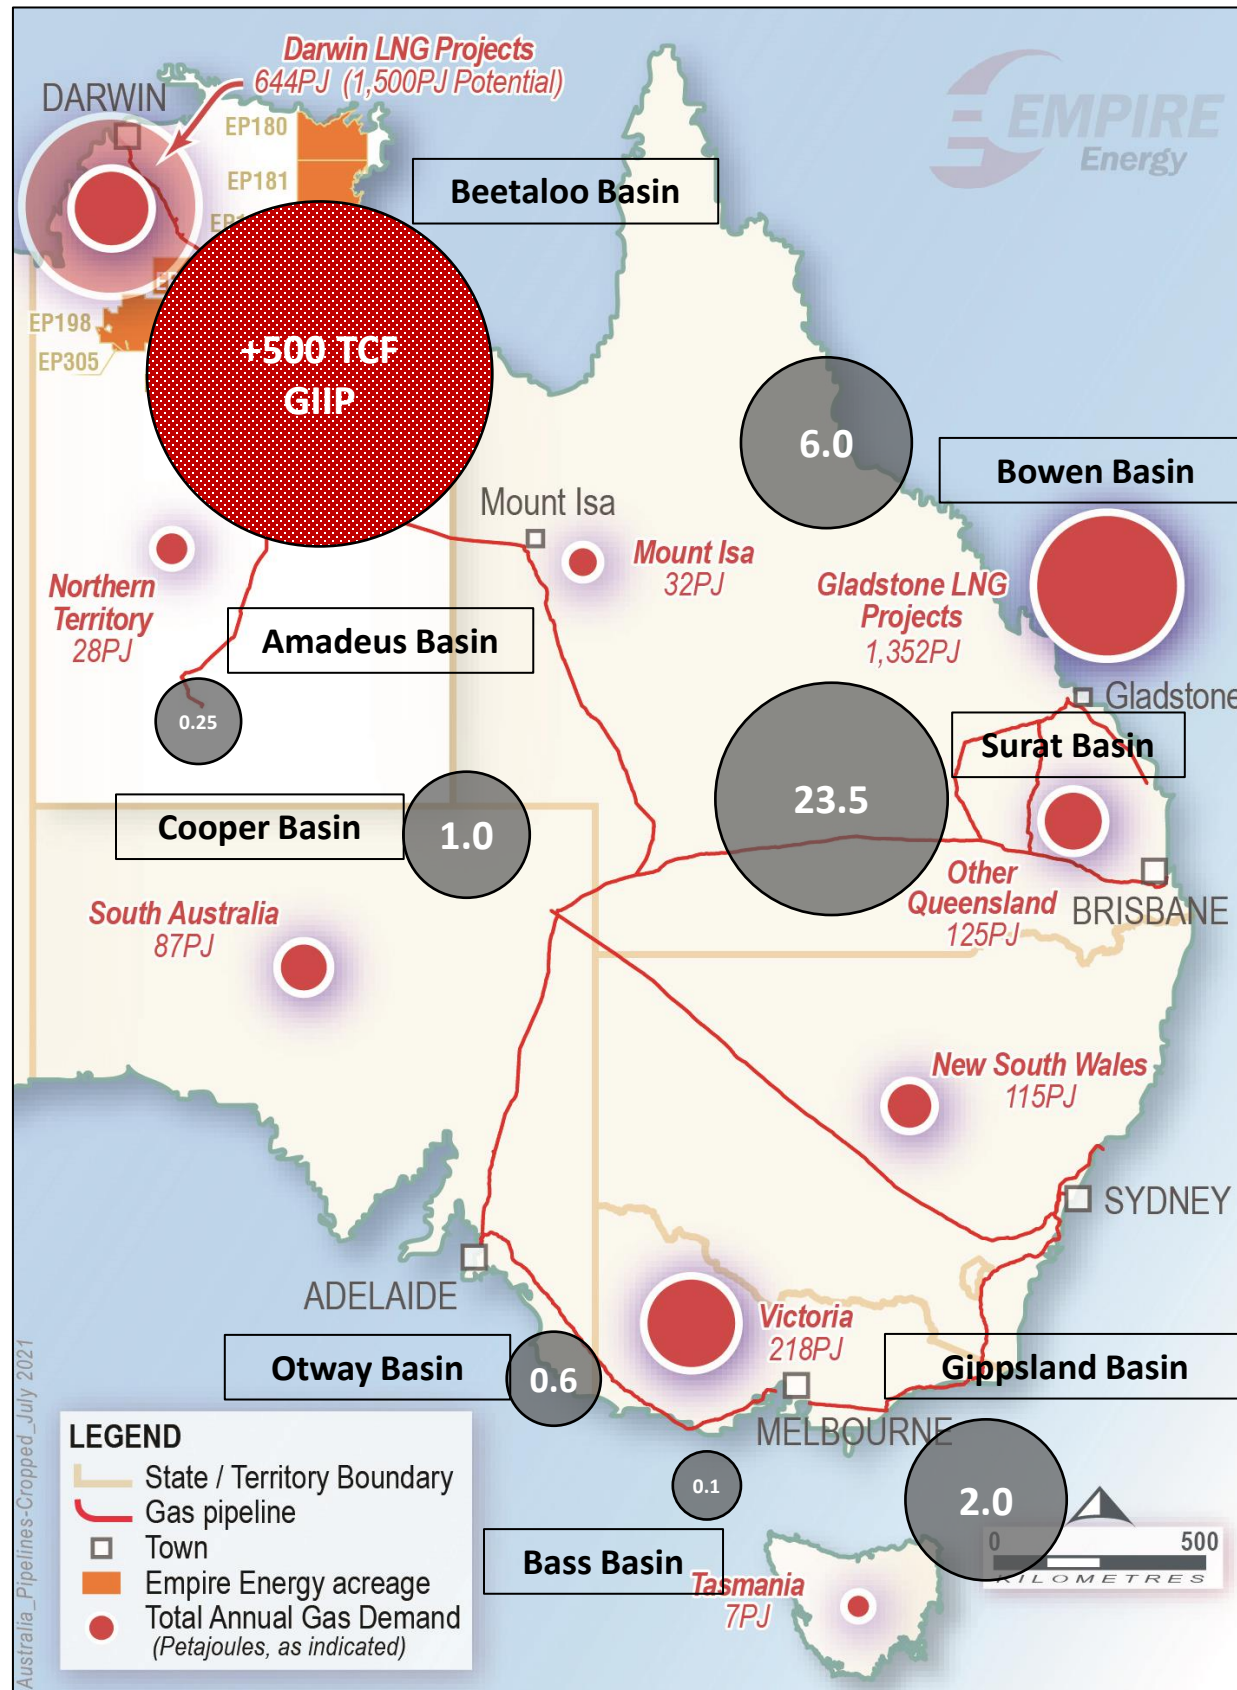 Darwin LNG Projects
644PJ (1,500PJ Potential)
DARWIN
EMPIRE
Energy
EP180
EP181
Beetaloo Basin
EP198
EP305
+500 TCF
GIIP
6.0
Bowen Basin
Mount Isa
Mount Isa
32PJ
Gladstone LNG
Projects
1,352PJ
Northern
Territory
28PJ
Amadeus Basin
0.25
Gladstone
Surat Basin
23.5
Cooper Basin
1.0
Other
Queensland
125PJ
BRISBANE
South Australia
87PJ
New South Wales
115PJ
SYDNEY
ADELAIDE
Victoria
218PJ
Otway Basin
0.6
Gippsland Basin
MELBOURNE
0.1
2.0
Bass Basin
Tasmania
7PJ
0 500
KILOMETRES
LEGEND
State / Territory Boundary
Gas pipeline
Town
Empire Energy acreage
Total Annual Gas Demand
(Petajoules, as indicated)
Australia_Pipelines-Cropped_July 2021